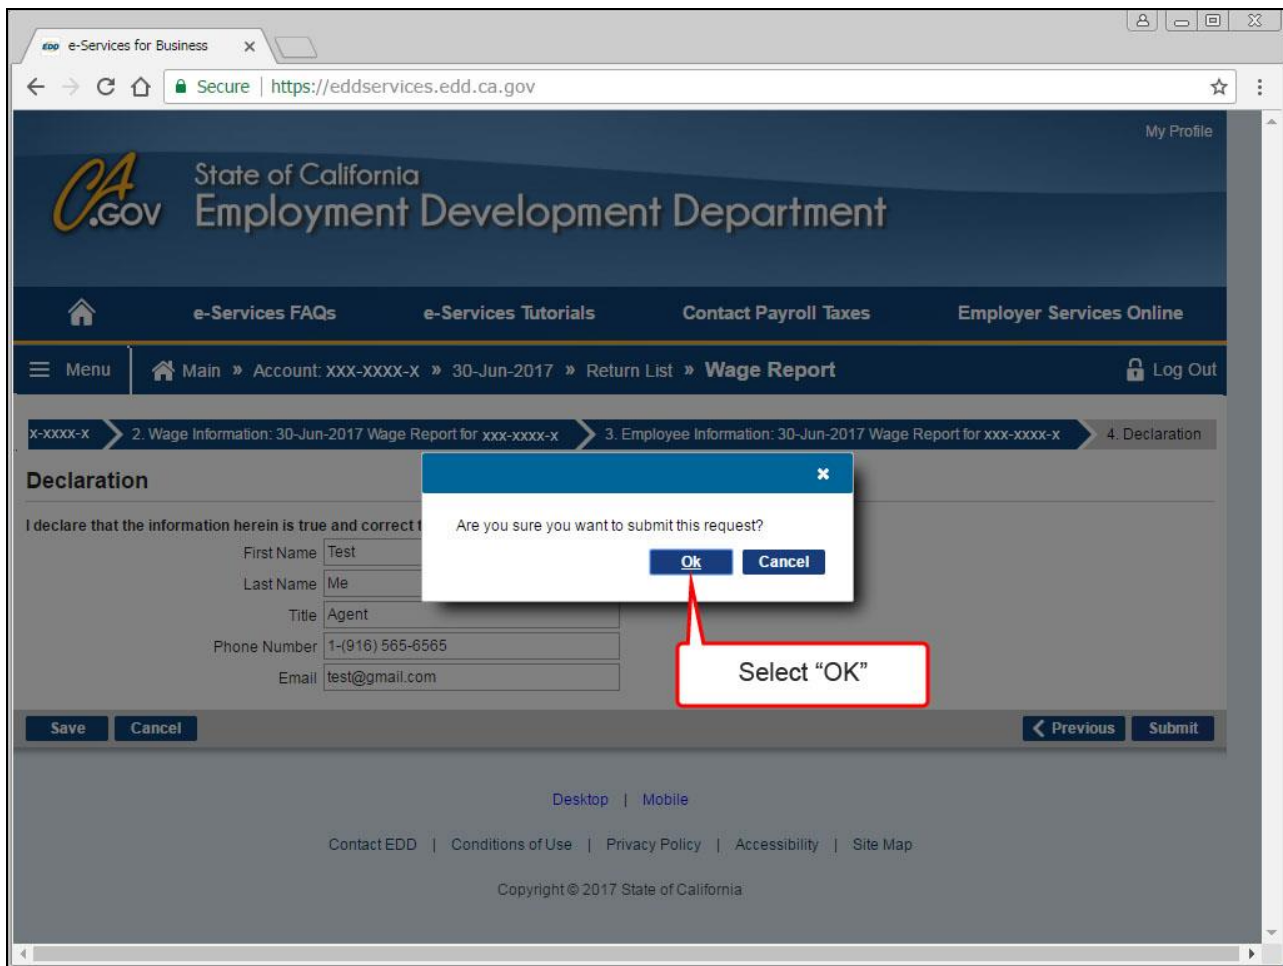 EDD e-Services for Business
Secure | https://eddservices.edd.ca.gov
My Profile
CA.GOV
State of California
Employment Development Department
e-Services FAQs e-Services Tutorials Contact Payroll Taxes Employer Services Online
Menu Main » Account: xxx-xxxx-x » 30-Jun-2017 » Return List » Wage Report Log Out
x-xxxx-x 2. Wage Information: 30-Jun-2017 Wage Report for xxx-xxxx-x 3. Employee Information: 30-Jun-2017 Wage Report for xxx-xxxx-x 4. Declaration
Declaration
I declare that the information herein is true and correct t
Are you sure you want to submit this request?
Ok Cancel
First Name Test
Last Name Me
Title Agent
Phone Number 1-(916) 565-6565
Email test@gmail.com
Select “OK”
Save Cancel Previous Submit
Desktop | Mobile
Contact EDD | Conditions of Use | Privacy Policy | Accessibility | Site Map
Copyright © 2017 State of California